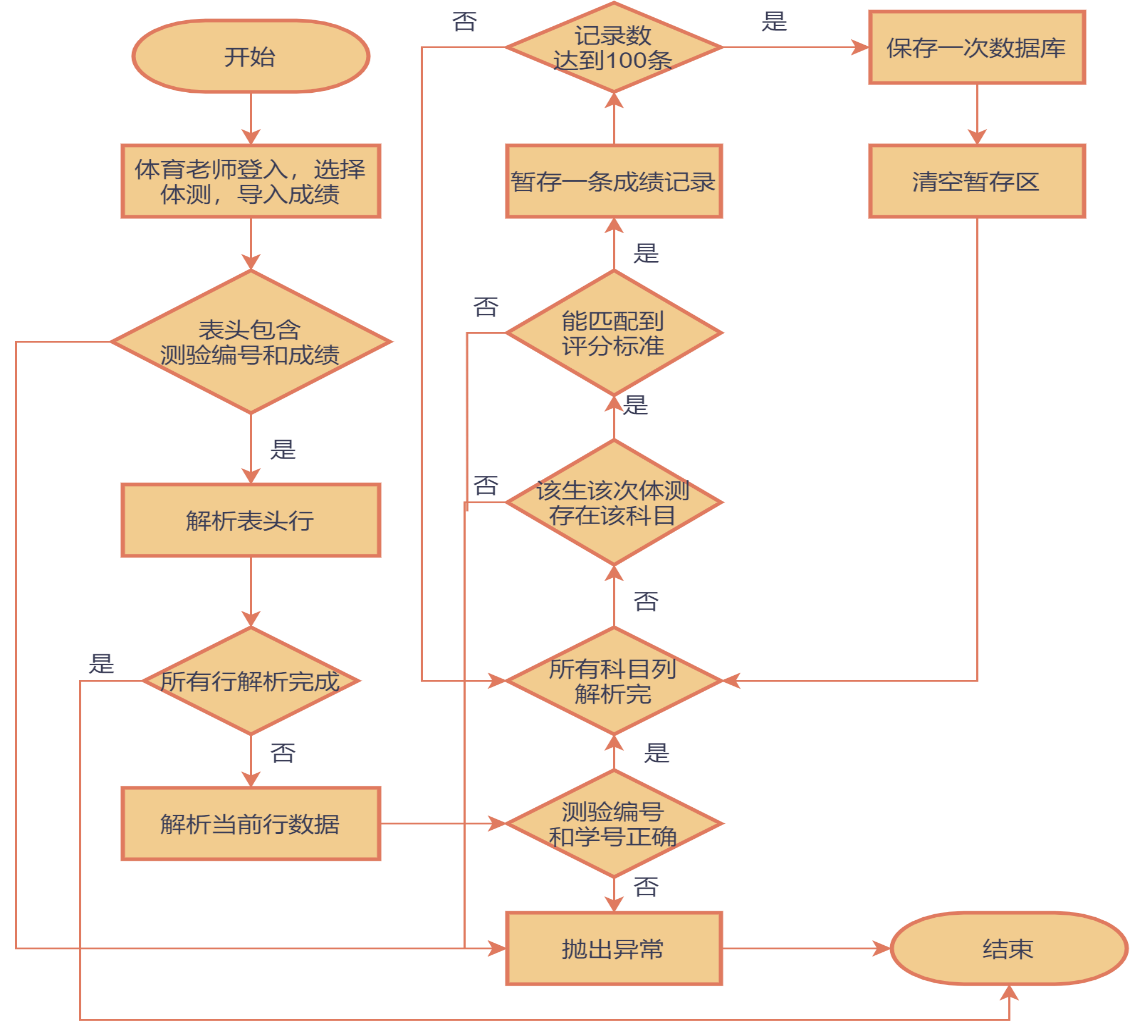 开始
体育老师登入，选择
体测，导入成绩
表头包含
测验编号和成绩
是
解析表头行
所有行解析完成
是
否
解析当前行数据
否
记录数
达到100条
是
保存一次数据库
暂存一条成绩记录
清空暂存区
是
否
能匹配到
评分标准
是
否
该生该次体测
存在该科目
否
所有科目列
解析完
是
测验编号
和学号正确
否
抛出异常
结束